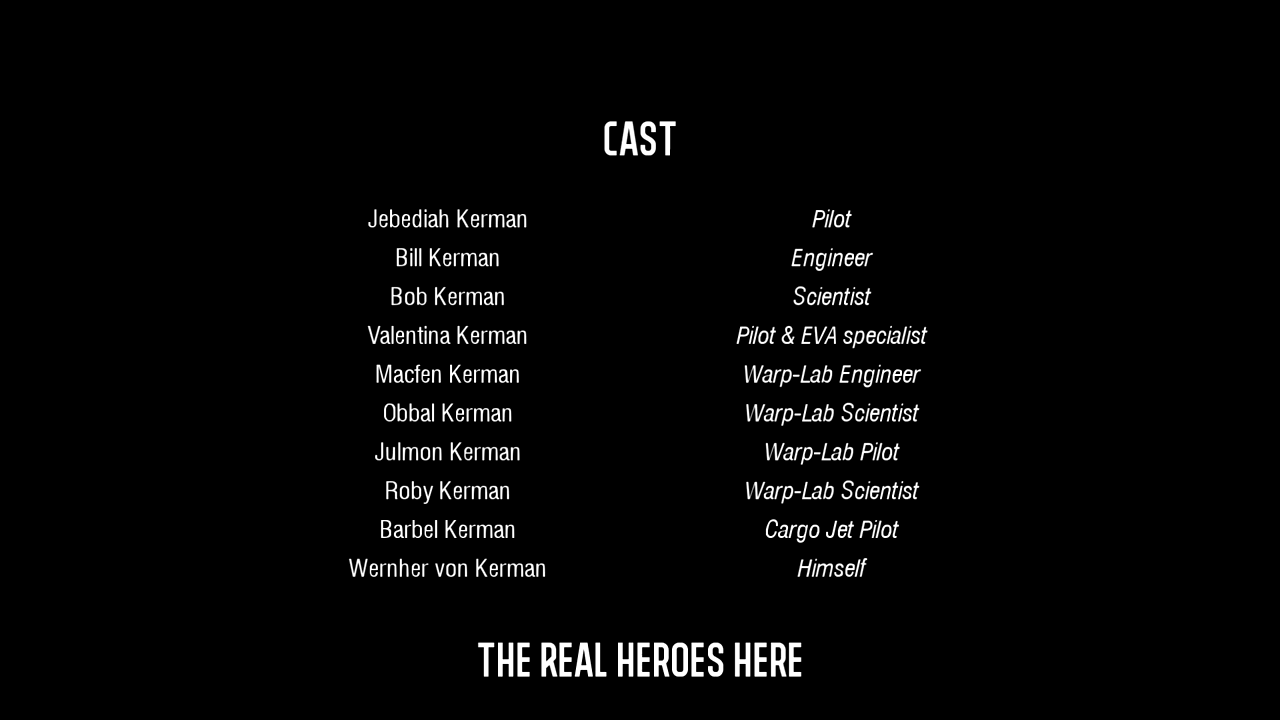 CAST
Jebediah Kerman Pilot
Bill Kerman Engineer
Bob Kerman Scientist
Valentina Kerman Pilot & EVA specialist
Macfen Kerman Warp-Lab Engineer
Obbal Kerman Warp-Lab Scientist
Julmon Kerman Warp-Lab Pilot
Roby Kerman Warp-Lab Scientist
Barbel Kerman Cargo Jet Pilot
Wernher von Kerman Himself
THE REAL HEROES HERE